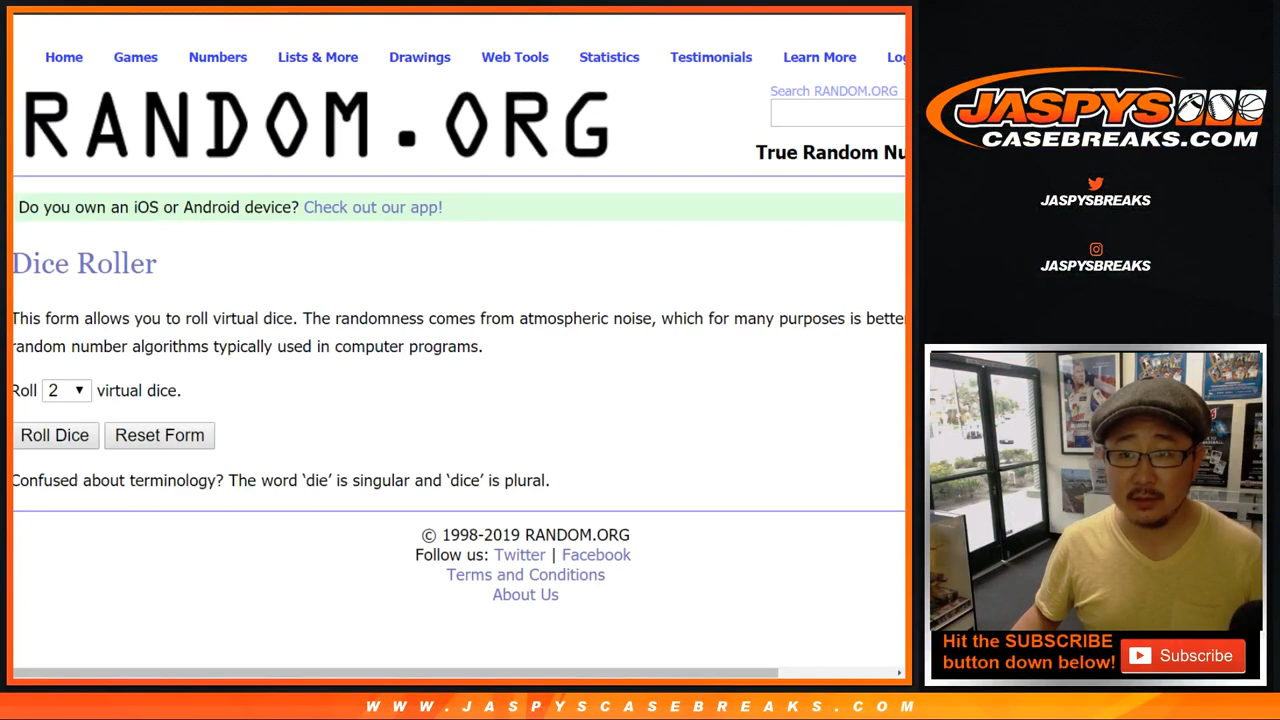 Home Games Numbers Lists & More Drawings Web Tools Statistics Testimonials Learn More Log
Search RANDOM.ORG
RANDOM.ORG
True Random Nu
Do you own an iOS or Android device? Check out our app!
Dice Roller
This form allows you to roll virtual dice. The randomness comes from atmospheric noise, which for many purposes is better
random number algorithms typically used in computer programs.
Roll 2 virtual dice.
Roll Dice Reset Form
Confused about terminology? The word ‘die’ is singular and ‘dice’ is plural.
© 1998-2019 RANDOM.ORG
Follow us: Twitter | Facebook
Terms and Conditions
About Us
JASPYS
CASEBREAKS.COM
JASPYSBREAKS
JASPYSBREAKS
Hit the SUBSCRIBE
button down below!
Subscribe
WWW.JASPYSCASEBREAKS.COM